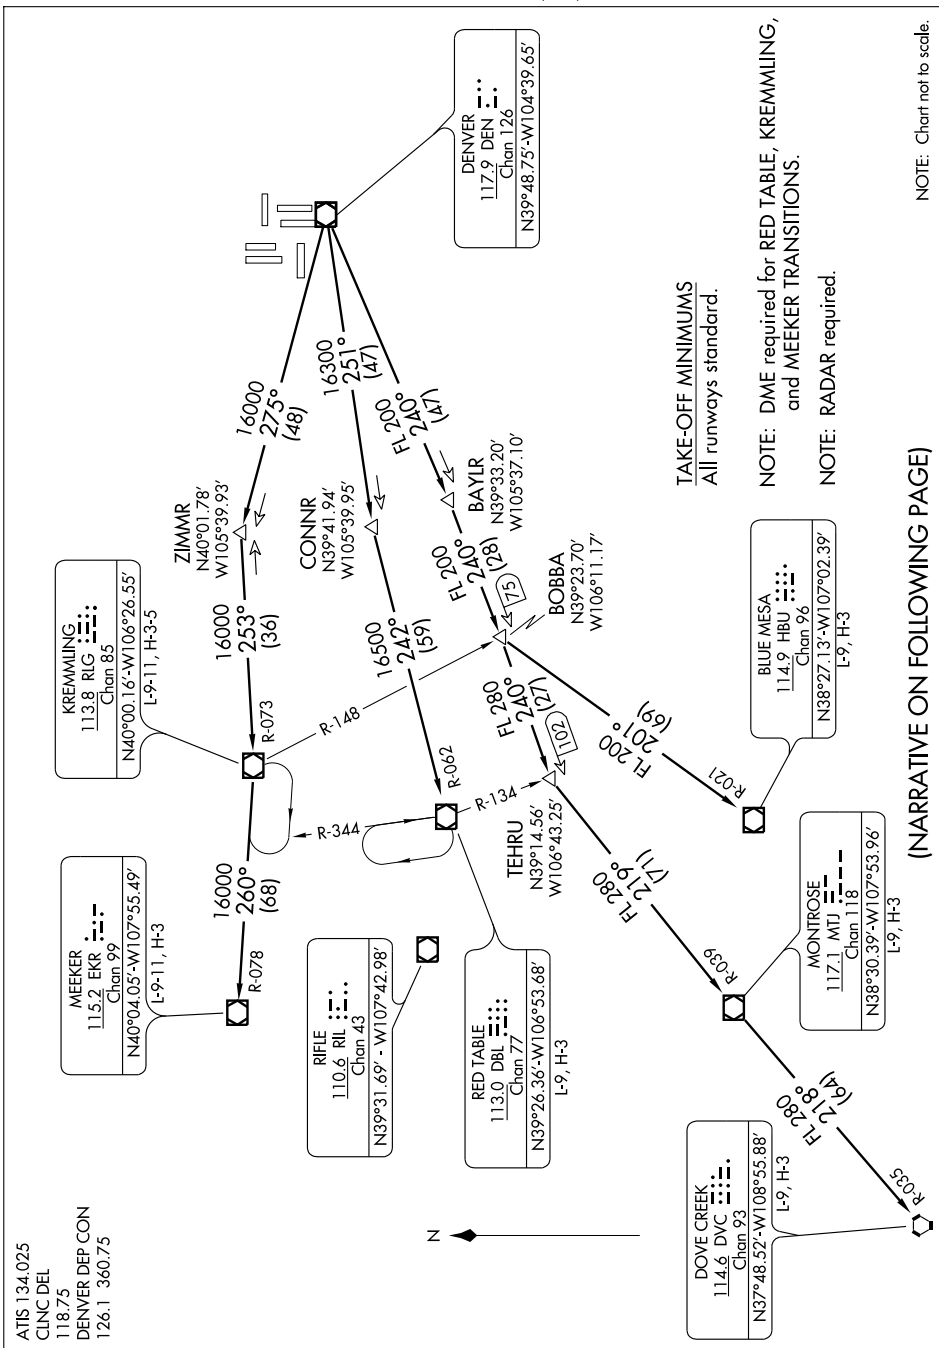 ATIS 134.025
CLNC DEL
118.75
DENVER DEP CON
126.1 360.75
MEEKER
115.2 EKR
Chan 99
N40°04.05'-W107°55.49'
L-9-11, H-3
KREMMLING
113.8 RLG
Chan 85
N40°00.16'-W106°26.55'
L-9-11, H-3-5
R-078
16000
260°
(68)
R-073
16000
253°
(36)
ZIMMR
N40°01.78'
W105°39.93'
16000
275°
(48)
RIFLE
110.6 RIL
Chan 43
N39°31.69' - W107°42.98'
R-344
R-148
R-062
16500
242°
(59)
CONNR
N39°41.94'
W105°39.95'
16300
251°
(47)
DENVER
117.9 DEN
Chan 126
N39°48.75'-W104°39.65'
RED TABLE
113.0 DBL
Chan 77
N39°26.36'-W106°53.68'
L-9, H-3
R-134
FL 200
240°
(47)
BAYLR
N39°33.20'
W105°37.10'
FL 200
240°
(28)
75
BOBBA
N39°23.70'
W106°11.17'
FL 280
240°
(27)
102
TEHRU
N39°14.56'
W106°43.25'
FL 200
201°
(69)
R-021
BLUE MESA
114.9 HBU
Chan 96
N38°27.13'-W107°02.39'
L-9, H-3
FL 280
219°
(71)
R-039
MONTROSE
117.1 MTJ
Chan 118
N38°30.39'-W107°53.96'
L-9, H-3
FL 280
218°
(64)
R-035
DOVE CREEK
114.6 DVC
Chan 93
N37°48.52'-W108°55.88'
L-9, H-3
N
TAKE-OFF MINIMUMS
All runways standard.
NOTE: DME required for RED TABLE, KREMMLING,
and MEEKER TRANSITIONS.
NOTE: RADAR required.
(NARRATIVE ON FOLLOWING PAGE)
NOTE: Chart not to scale.